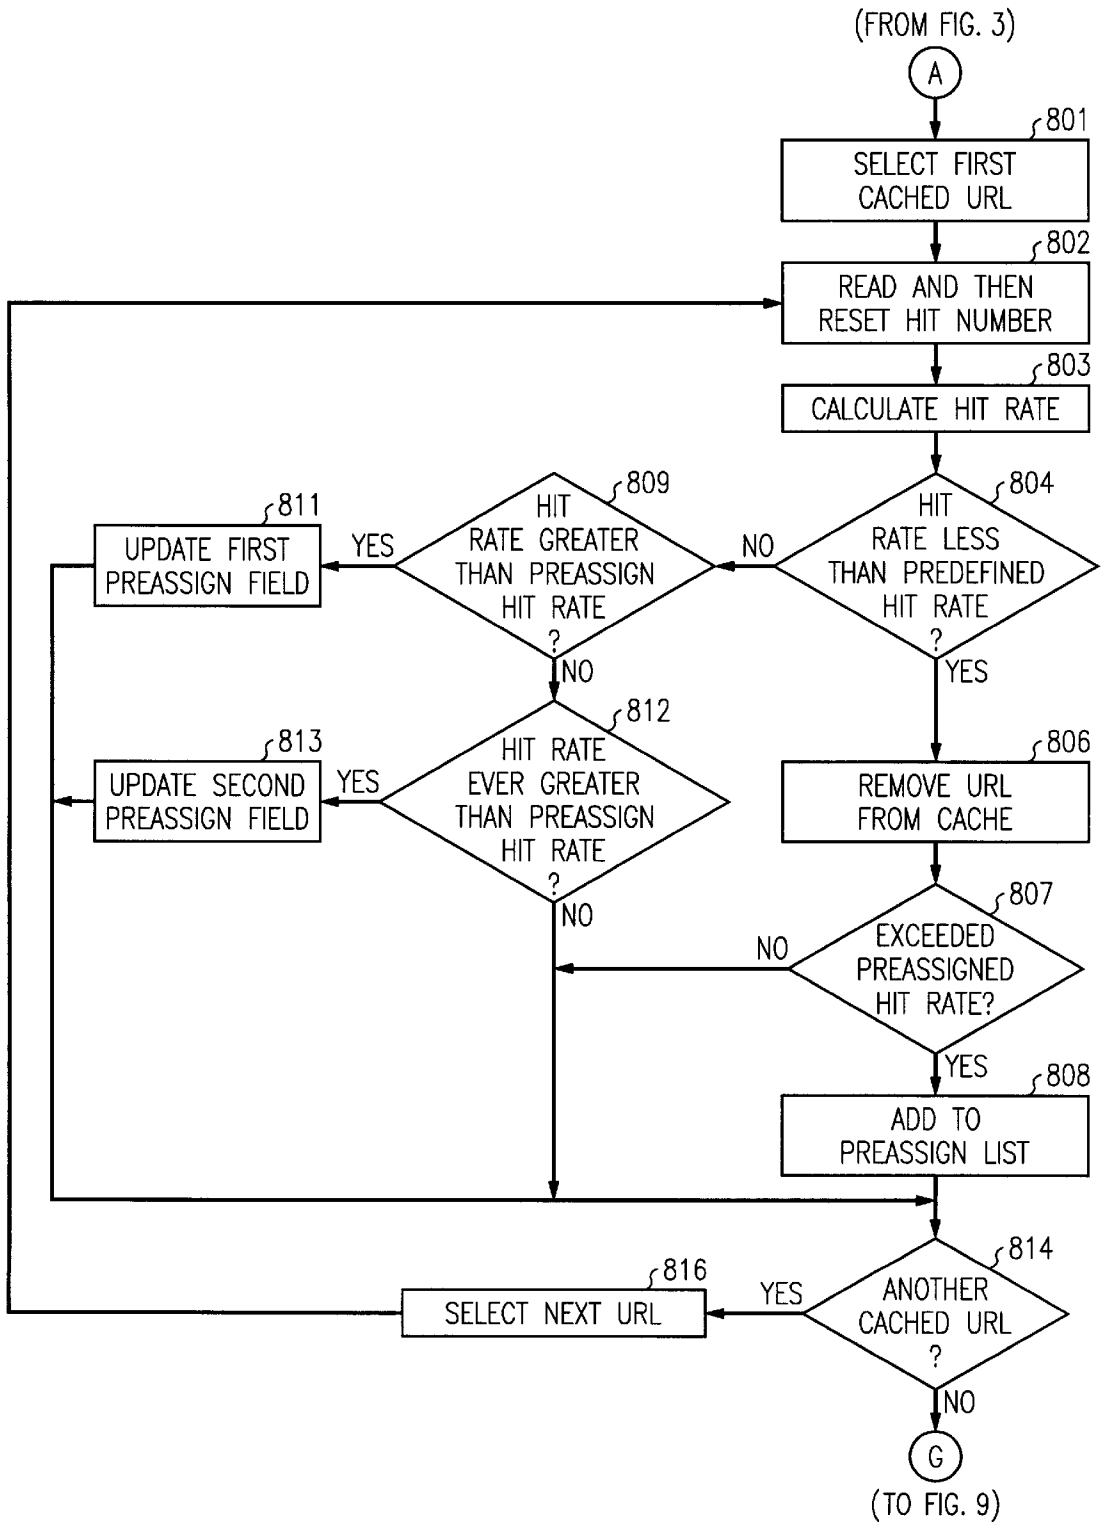 (FROM FIG. 3)
A
801
SELECT FIRST
CACHED URL
802
READ AND THEN
RESET HIT NUMBER
803
CALCULATE HIT RATE
804
HIT
RATE LESS
THAN PREDEFINED
HIT RATE
?
NO
YES
809
HIT
RATE GREATER
THAN PREASSIGN
HIT RATE
?
YES
NO
811
UPDATE FIRST
PREASSIGN FIELD
812
HIT RATE
EVER GREATER
THAN PREASSIGN
HIT RATE
?
YES
NO
813
UPDATE SECOND
PREASSIGN FIELD
806
REMOVE URL
FROM CACHE
807
EXCEEDED
PREASSIGNED
HIT RATE?
NO
YES
808
ADD TO
PREASSIGN LIST
814
ANOTHER
CACHED URL
?
YES
NO
816
SELECT NEXT URL
G
(TO FIG. 9)